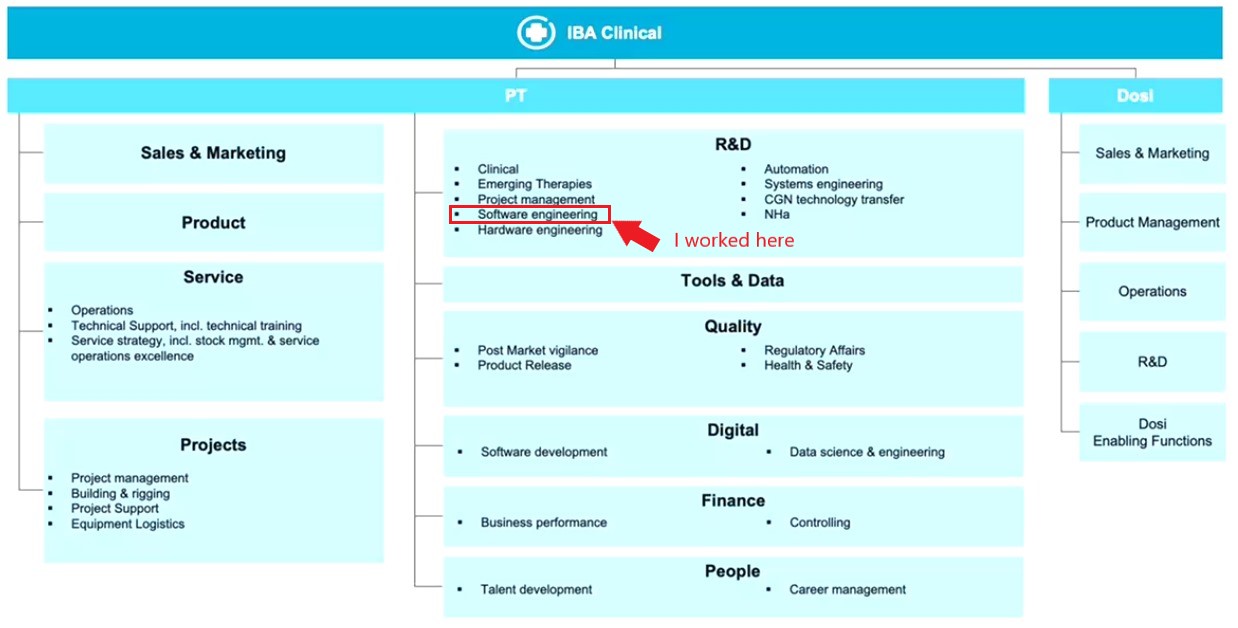 IBA Clinical
PT
Dosi
Sales & Marketing
Product
Service
Operations
Technical Support, incl. technical training
Service strategy, incl. stock mgmt. & service
operations excellence
Projects
Project management
Building & rigging
Project Support
Equipment Logistics
R&D
Clinical
Emerging Therapies
Project management
Software engineering
Hardware engineering
Automation
Systems engineering
CGN technology transfer
NHa
I worked here
Tools & Data
Quality
Post Market vigilance
Product Release
Regulatory Affairs
Health & Safety
Digital
Software development
Data science & engineering
Finance
Business performance
Controlling
People
Talent development
Career management
Sales & Marketing
Product Management
Operations
R&D
Dosi
Enabling Functions